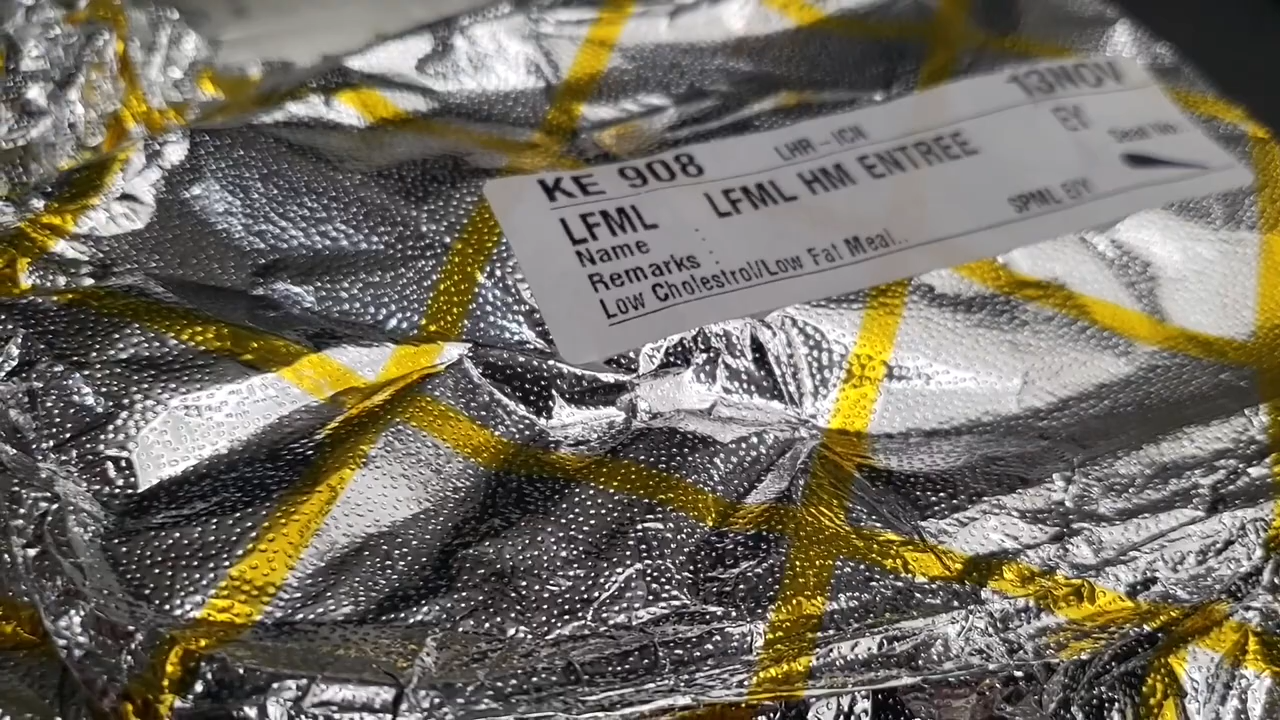 13NOV
KE 908 LHR-ICN EY
LFML LFML HM ENTREE Seat No:
Name :
Remarks : SPML E/Y
Low Cholestrol/Low Fat Meal..